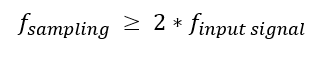 f_sampling ≥ 2 * f_input signal